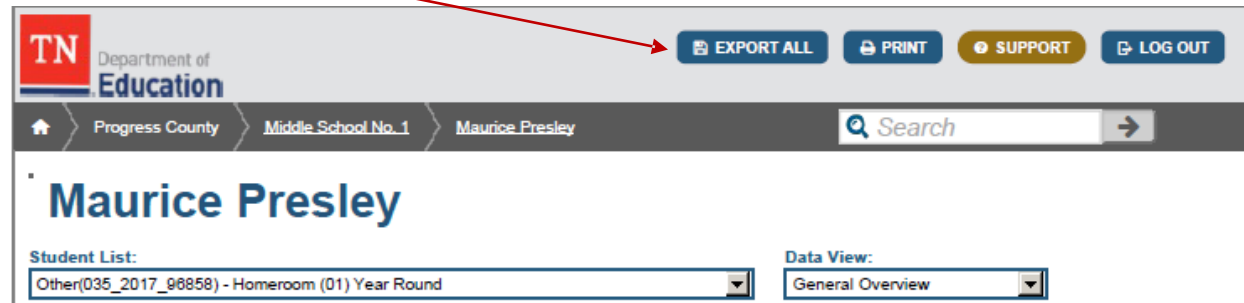 TN Department of Education
EXPORT ALL PRINT SUPPORT LOG OUT
Progress County Middle School No. 1 Maurice Presley Search
Maurice Presley
Student List: Data View:
Other(035_2017_96858) - Homeroom (01) Year Round General Overview